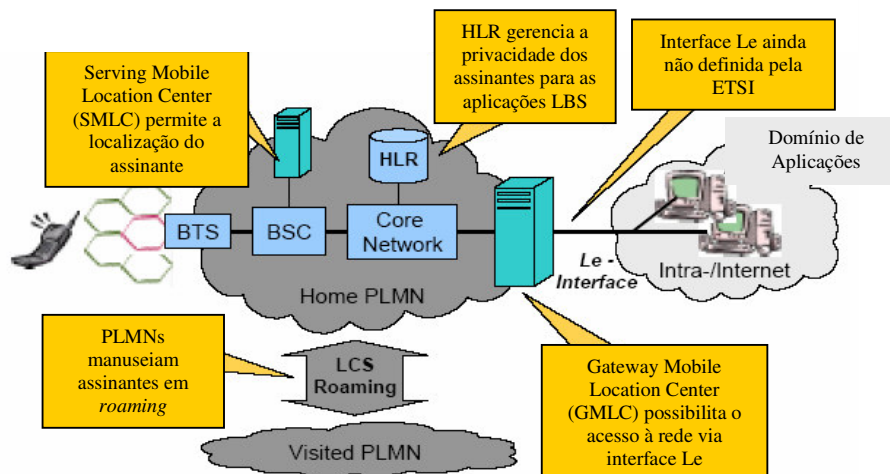 HLR gerencia a
privacidade dos
assinantes para as
aplicações LBS
Interface Le ainda
não definida pela
ETSI
Serving Mobile
Location Center
(SMLC) permite a
localização do
assinante
Domínio de
Aplicações
HLR
BTS
BSC
Core
Network
Le -
Interface
Intra-/Internet
Home PLMN
PLMNs
manuseiam
assinantes em
roaming
LCS
Roaming
Gateway Mobile
Location Center
(GMLC) possibilita o
acesso à rede via
interface Le
Visited PLMN